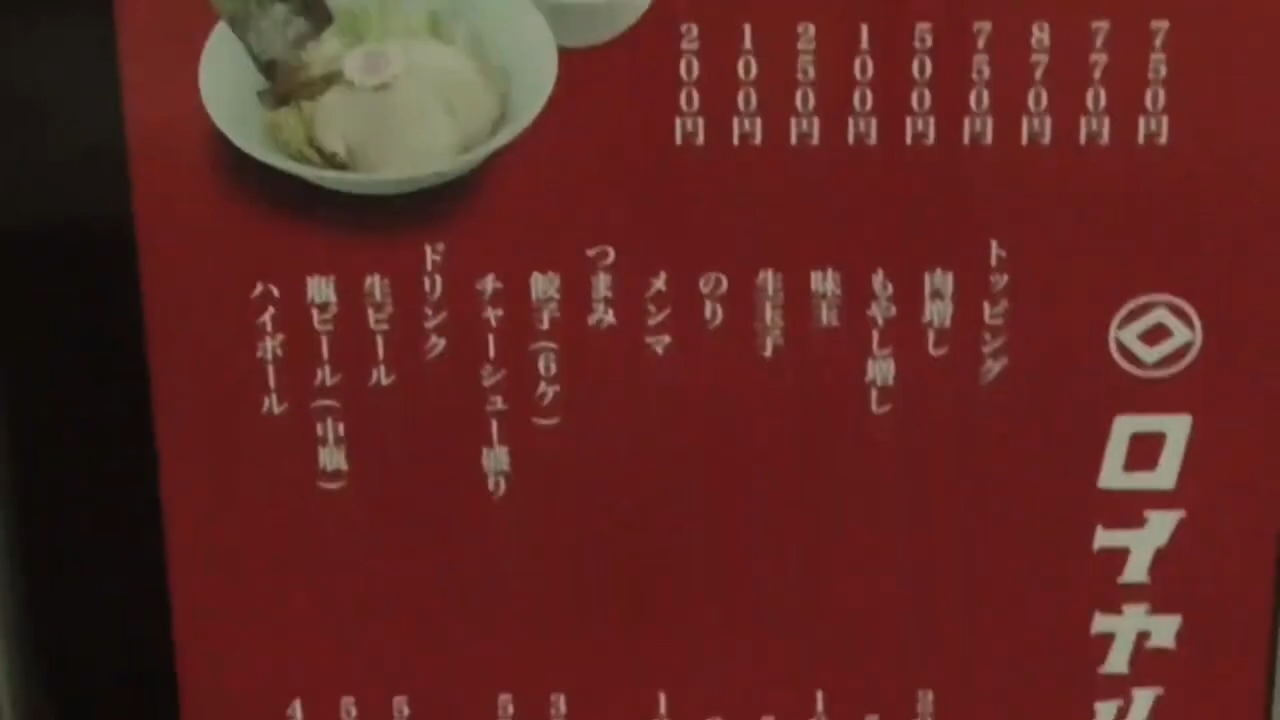 750円
770円
870円
750円
500円
100円
250円
100円
200円
ロイヤル
トッピング
肉増し
もやし増し
味玉
生玉子
のり
メンマ
つまみ
餃子(6ケ)
チャーシュー盛り
ドリンク
生ビール
瓶ビール(中瓶)
ハイボール